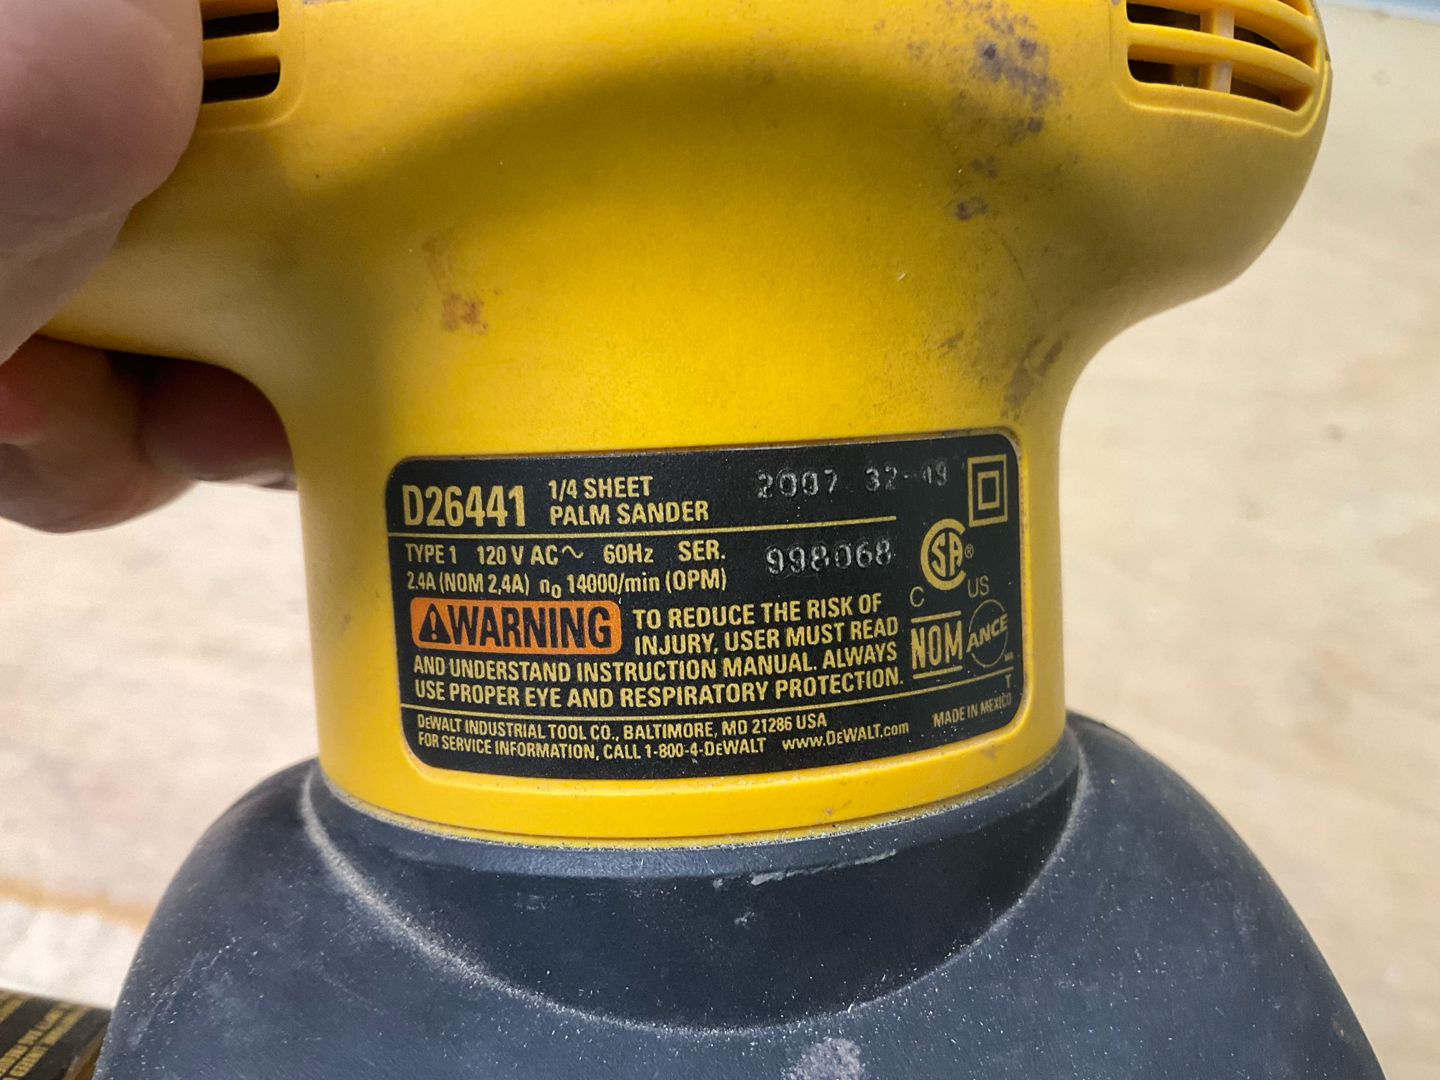 D26441 1/4 SHEET PALM SANDER 2007 32-49
TYPE 1 120 V AC~ 60Hz SER. 998068
2.4A (NOM 2,4A) n₀ 14000/min (OPM)
CSA® C US
⚠WARNING TO REDUCE THE RISK OF
INJURY, USER MUST READ
AND UNDERSTAND INSTRUCTION MANUAL. ALWAYS
USE PROPER EYE AND RESPIRATORY PROTECTION.
NOM ANCE
T
DEWALT INDUSTRIAL TOOL CO., BALTIMORE, MD 21286 USA
FOR SERVICE INFORMATION, CALL 1-800-4-DEWALT www.DEWALT.com
MADE IN MEXICO